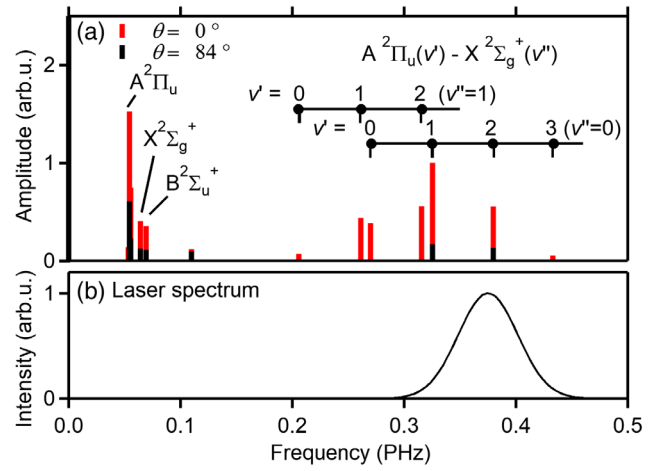 (a)
θ = 0 °
θ = 84 °
A ²Πᵤ(v') - X ²Σg⁺(v")
A²Πᵤ
v' = 0 1 2 (v"=1)
v' = 0 1 2 3 (v"=0)
X²Σg⁺
B²Σᵤ⁺
Amplitude (arb.u.)
2
1
0
(b) Laser spectrum
Intensity (arb.u.)
1
0
0.0 0.1 0.2 0.3 0.4 0.5
Frequency (PHz)